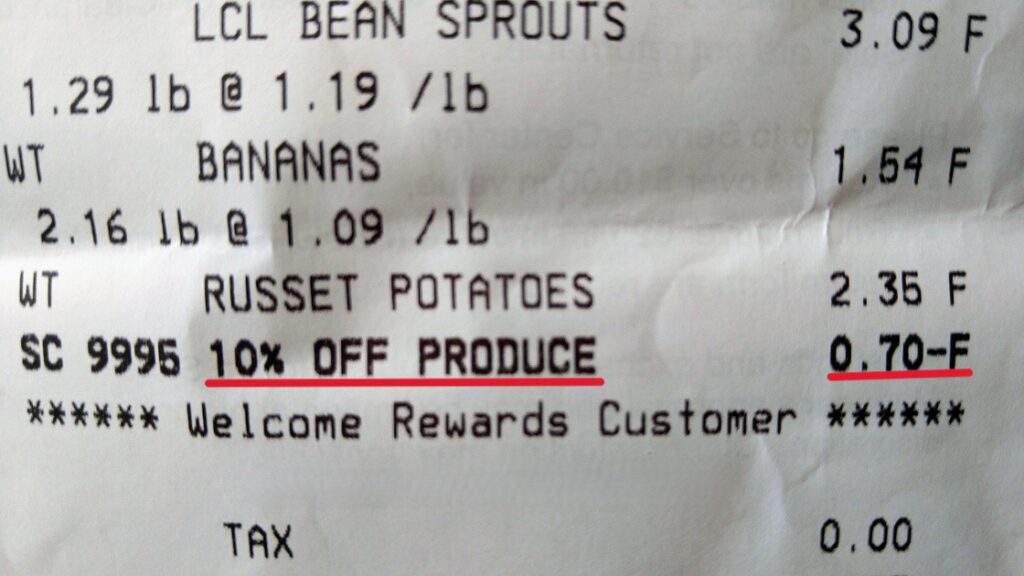 LCL BEAN SPROUTS 3.09 F
1.29 lb @ 1.19 /lb
WT BANANAS 1.54 F
2.16 lb @ 1.09 /lb
WT RUSSET POTATOES 2.35 F
SC 9995 10% OFF PRODUCE 0.70-F
****** Welcome Rewards Customer ******
TAX 0.00